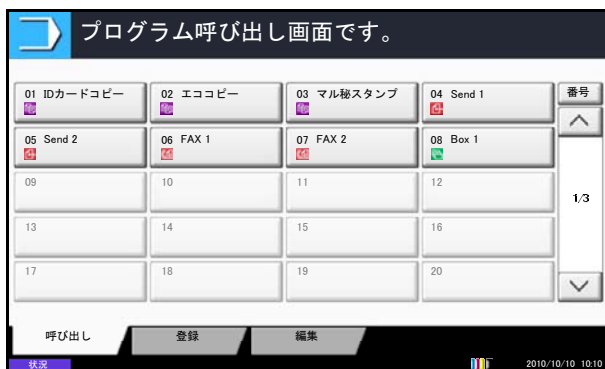 プログラム呼び出し画面です。
01 IDカードコピー
02 エココピー
03 マル秘スタンプ
04 Send 1
番号
05 Send 2
06 FAX 1
07 FAX 2
08 Box 1
09
10
11
12
1/3
13
14
15
16
17
18
19
20
呼び出し
登録
編集
状況
2010/10/10 10:10